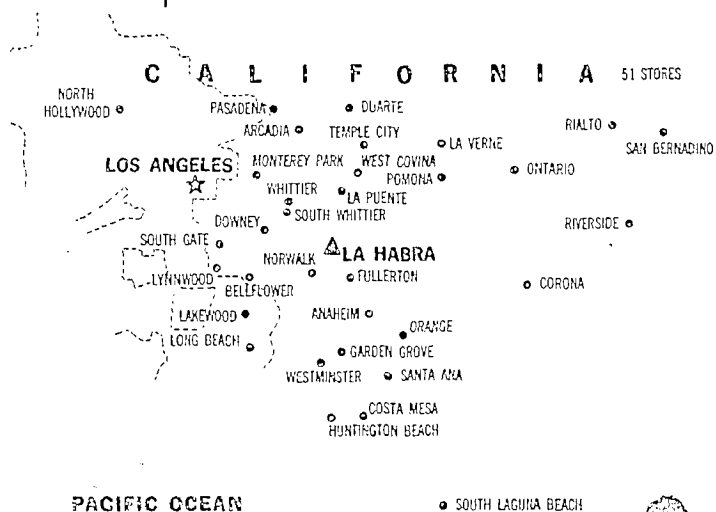 CALIFORNIA 51 STORES
NORTH
HOLLYWOOD
PASADENA
DUARTE
ARCADIA
TEMPLE CITY
LA VERNE
RIALTO
SAN BERNADINO
LOS ANGELES
MONTEREY PARK
WEST COVINA
POMONA
ONTARIO
WHITTIER
LA PUENTE
SOUTH WHITTIER
DOWNEY
RIVERSIDE
SOUTH GATE
LA HABRA
NORWALK
LYNNWOOD
FULLERTON
BELLFLOWER
CORONA
LAKEWOOD
ANAHEIM
ORANGE
LONG BEACH
GARDEN GROVE
WESTMINSTER
SANTA ANA
COSTA MESA
HUNTINGTON BEACH
PACIFIC OCEAN
SOUTH LAGUNA BEACH